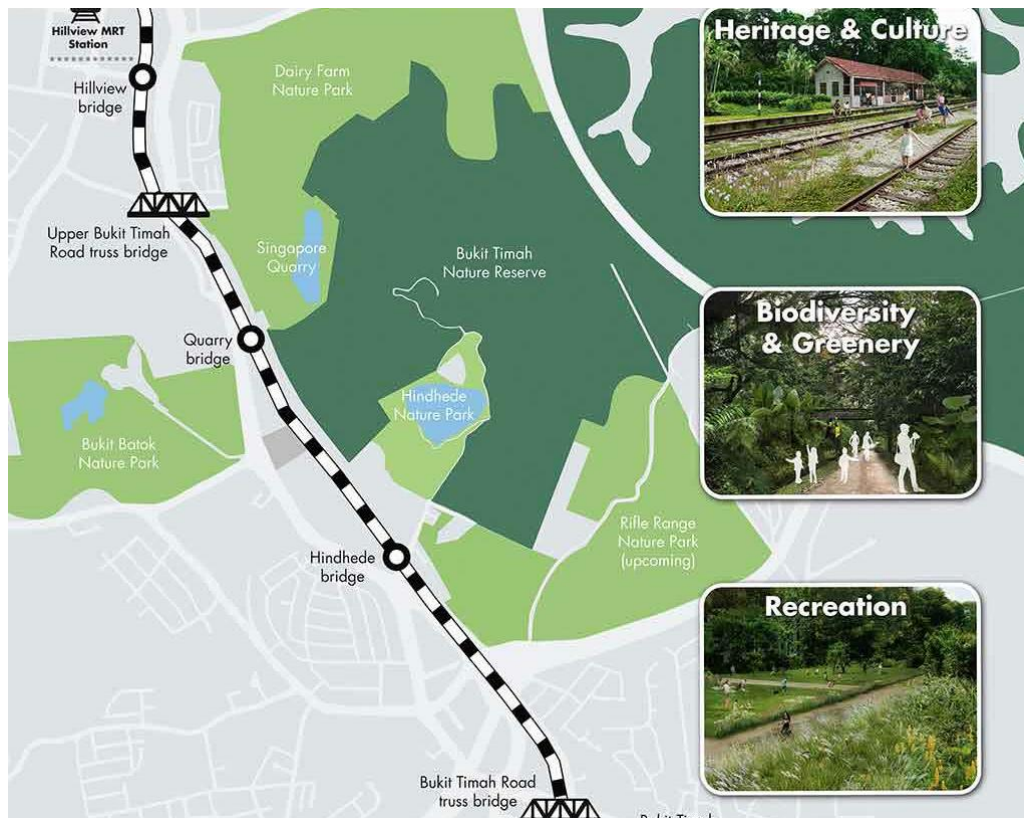 Hillview MRT
Station
Hillview
bridge
Dairy Farm
Nature Park
Heritage & Culture
Upper Bukit Timah
Road truss bridge
Singapore
Quarry
Bukit Timah
Nature Reserve
Quarry
bridge
Biodiversity
& Greenery
Hindhede
Nature Park
Bukit Batok
Nature Park
Rifle Range
Nature Park
(upcoming)
Hindhede
bridge
Recreation
Bukit Timah Road
truss bridge